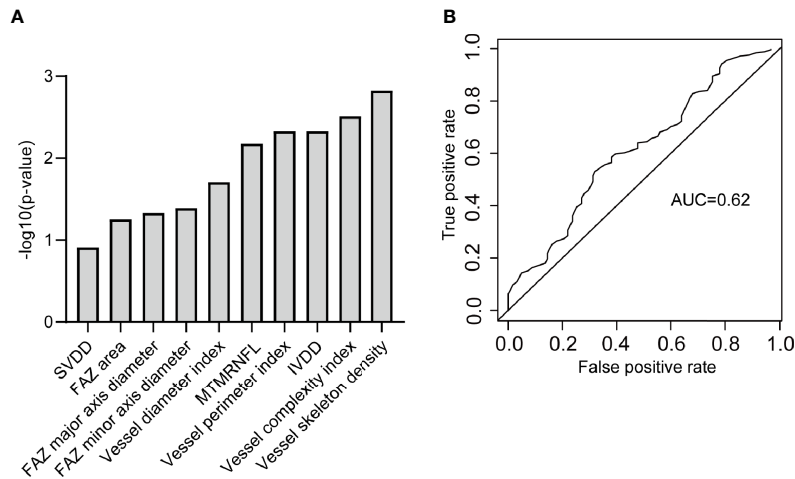 A
-log10(p-value)
3
2
1
0
SVDD
FAZ area
FAZ major axis diameter
FAZ minor axis diameter
Vessel diameter index
MTMRNFL
Vessel perimeter index
IVDD
Vessel complexity index
Vessel skeleton density
B
True positive rate
1.0
0.8
0.6
0.4
0.2
0.0
AUC=0.62
0.0 0.2 0.4 0.6 0.8 1.0
False positive rate